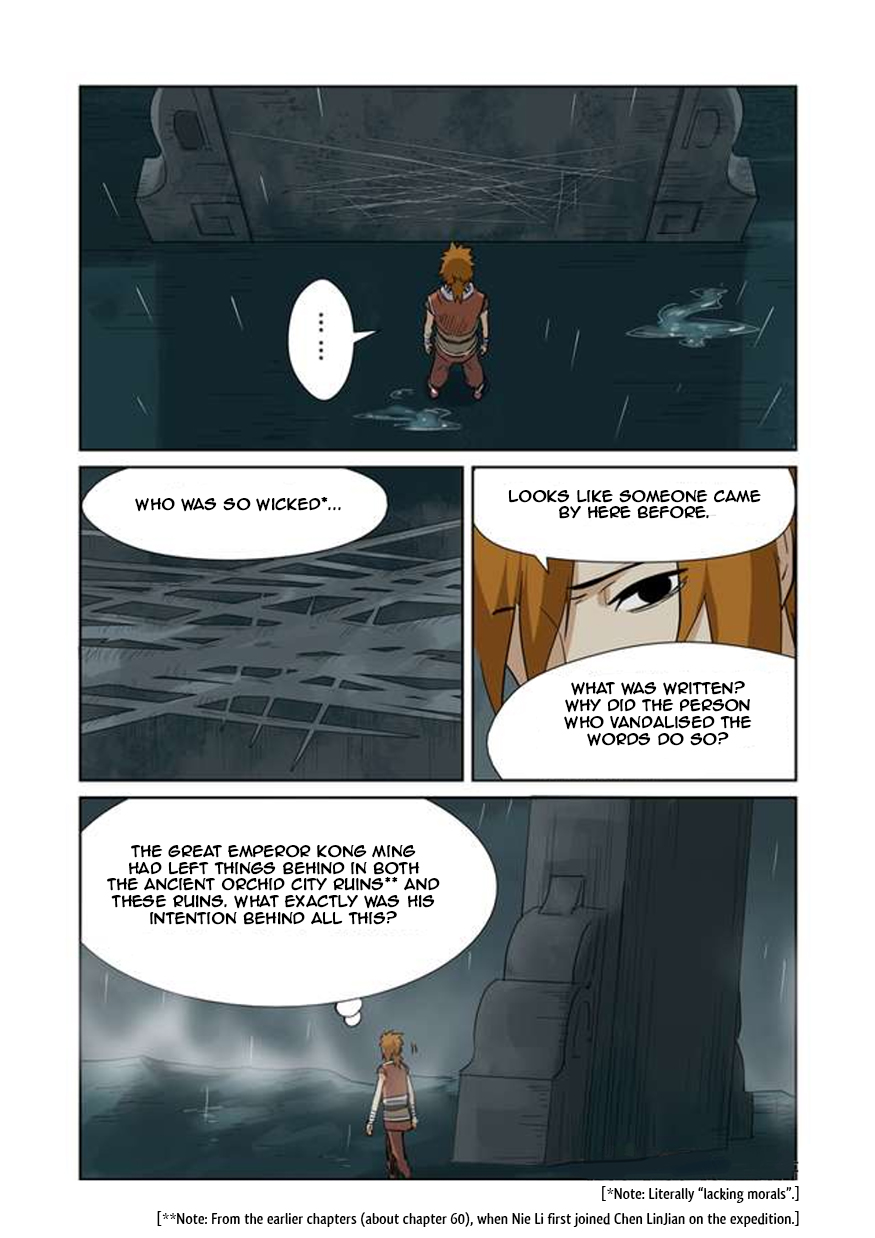 ......
WHO WAS SO WICKED*...
LOOKS LIKE SOMEONE CAME
BY HERE BEFORE.
WHAT WAS WRITTEN?
WHY DID THE PERSON
WHO VANDALISED THE
WORDS DO SO?
THE GREAT EMPEROR KONG MING
HAD LEFT THINGS BEHIND IN BOTH
THE ANCIENT ORCHID CITY RUINS** AND
THESE RUINS. WHAT EXACTLY WAS HIS
INTENTION BEHIND ALL THIS?
[*Note: Literally “lacking morals”.]
[**Note: From the earlier chapters (about chapter 60), when Nie Li first joined Chen LinJian on the expedition.]